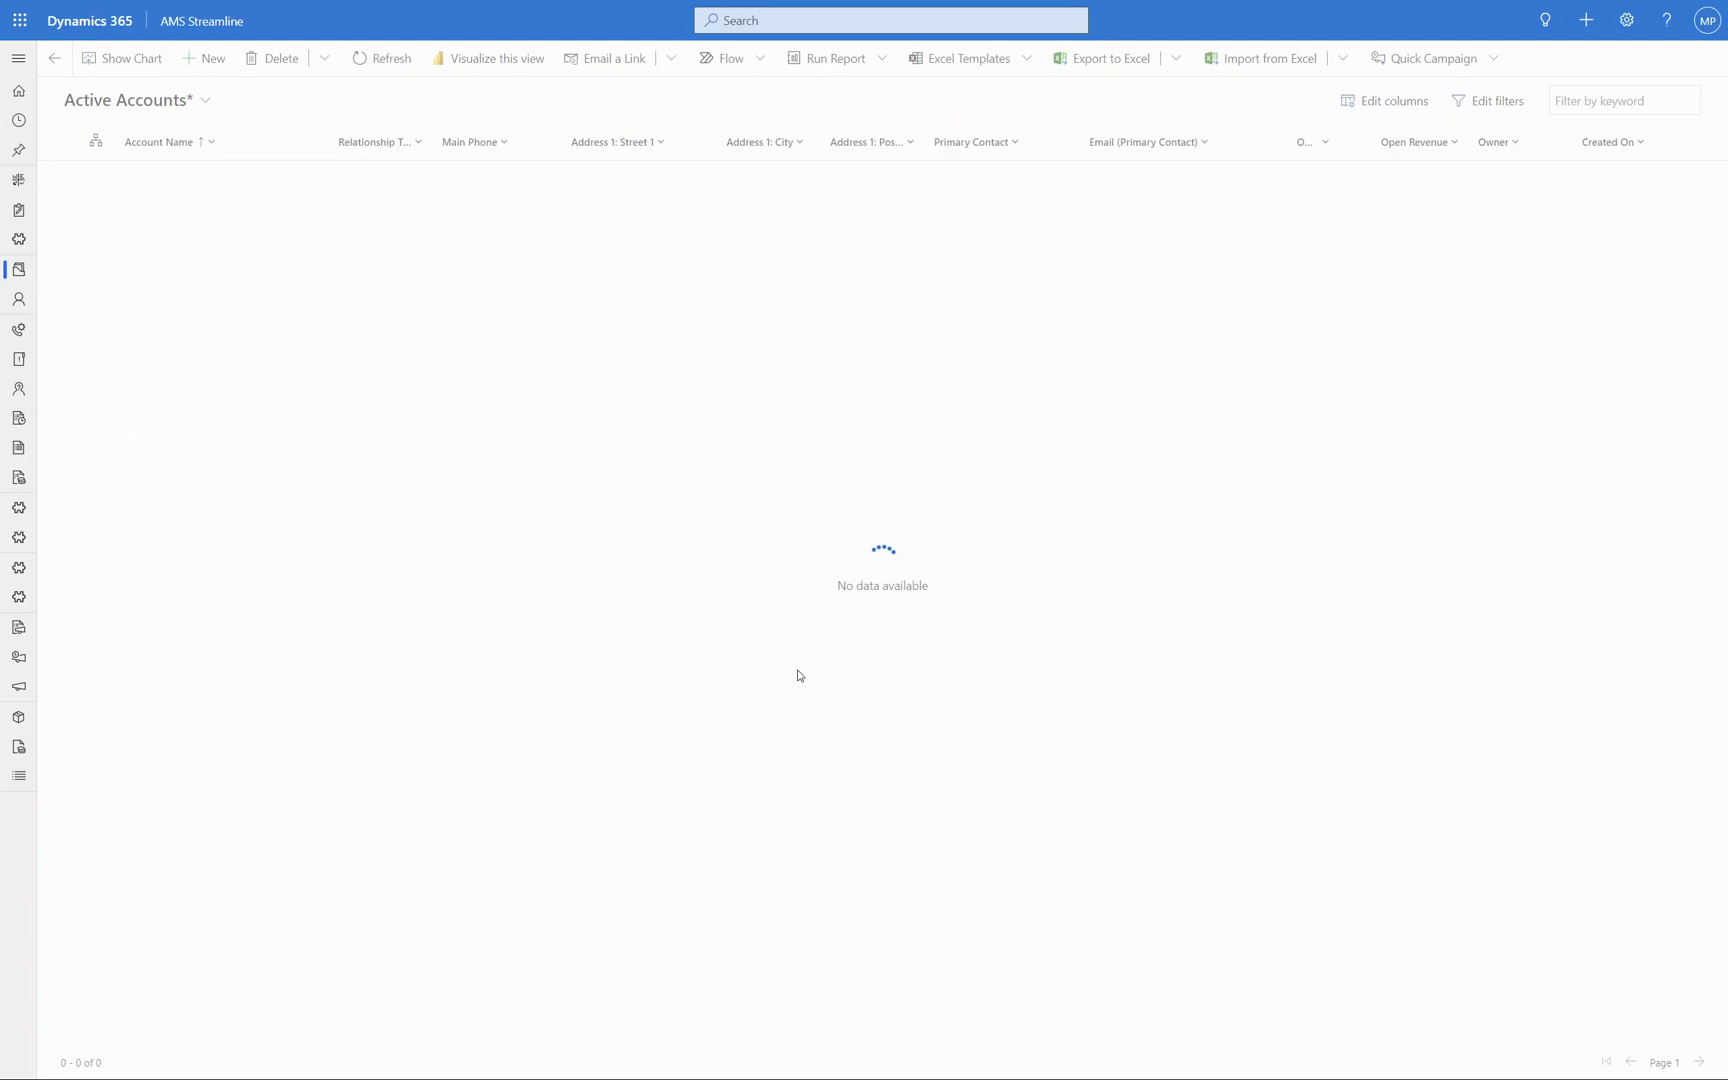 Dynamics 365 AMS Streamline Search MP
Show Chart New Delete Refresh Visualize this view Email a Link Flow Run Report Excel Templates Export to Excel Import from Excel Quick Campaign
Active Accounts* Edit columns Edit filters Filter by keyword
Account Name Relationship T... Main Phone Address 1: Street 1 Address 1: City Address 1: Pos... Primary Contact Email (Primary Contact) O... Open Revenue Owner Created On
No data available
0 - 0 of 0 Page 1